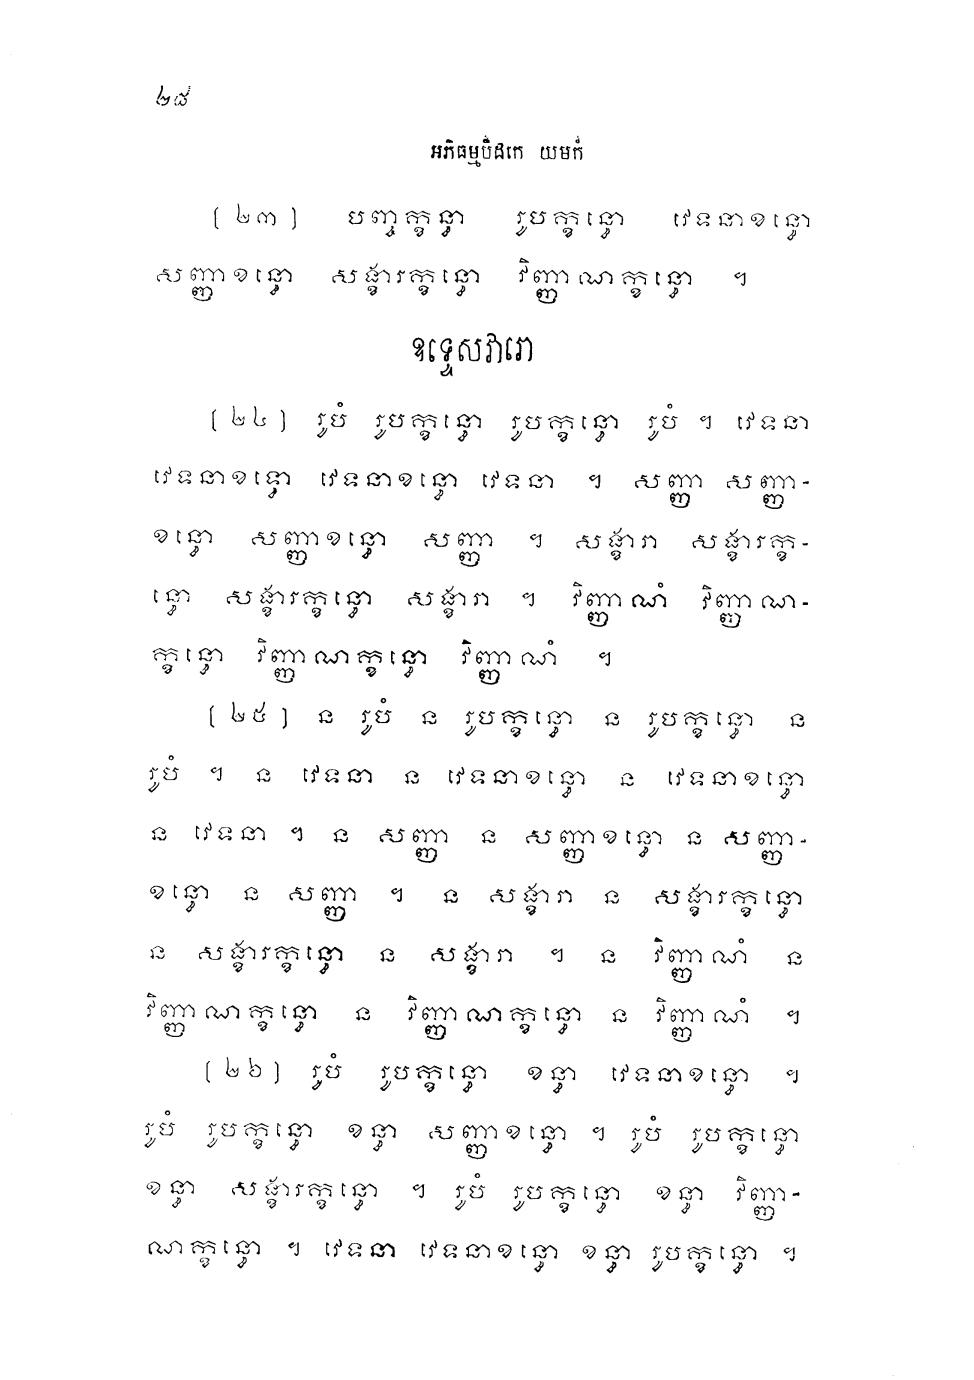 ២៨
អភិធម្មបិដកេ យមកំ
[ ២៣ ] បញ្ចក្ខន្ធា រូបក្ខន្ធោ វេទនាខន្ធោ
សញ្ញាខន្ធោ សង្ខារក្ខន្ធោ វិញ្ញាណក្ខន្ធោ ។
ឧទ្ទេសវារោ
[ ២៤ ] រូបំ រូបក្ខន្ធោ រូបក្ខន្ធោ រូបំ ។ វេទនា
វេទនាខន្ធោ វេទនាខន្ធោ វេទនា ។ សញ្ញា សញ្ញា-
ខន្ធោ សញ្ញាខន្ធោ សញ្ញា ។ សង្ខារា សង្ខារក្ខ-
ន្ធោ សង្ខារក្ខន្ធោ សង្ខារា ។ វិញ្ញាណំ វិញ្ញាណ-
ក្ខន្ធោ វិញ្ញាណក្ខន្ធោ វិញ្ញាណំ ។
[ ២៥ ] ន រូបំ ន រូបក្ខន្ធោ ន រូបក្ខន្ធោ ន
រូបំ ។ ន វេទនា ន វេទនាខន្ធោ ន វេទនាខន្ធោ
ន វេទនា ។ ន សញ្ញា ន សញ្ញាខន្ធោ ន សញ្ញា-
ខន្ធោ ន សញ្ញា ។ ន សង្ខារា ន សង្ខារក្ខន្ធោ
ន សង្ខារក្ខន្ធោ ន សង្ខារា ។ ន វិញ្ញាណំ ន
វិញ្ញាណក្ខន្ធោ ន វិញ្ញាណក្ខន្ធោ ន វិញ្ញាណំ ។
[ ២៦ ] រូបំ រូបក្ខន្ធោ ខន្ធា វេទនាខន្ធោ ។
រូបំ រូបក្ខន្ធោ ខន្ធា សញ្ញាខន្ធោ ។ រូបំ រូបក្ខន្ធោ
ខន្ធា សង្ខារក្ខន្ធោ ។ រូបំ រូបក្ខន្ធោ ខន្ធា វិញ្ញា-
ណក្ខន្ធោ ។ វេទនា វេទនាខន្ធោ ខន្ធា រូបក្ខន្ធោ ។